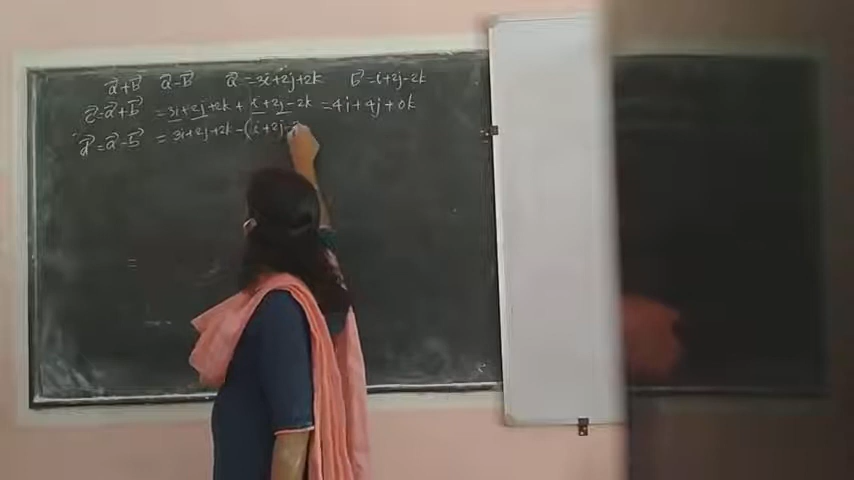 a⃗+b⃗ a⃗-b⃗ a⃗ = 3i+2j+2k b⃗ = i+2j-2k
c⃗ = a⃗+b⃗ = 3i+2j+2k + i+2j-2k = 4i+4j+0k
∴ d⃗ = a⃗-b⃗ = 3i+2j+2k-(i+2j-
=